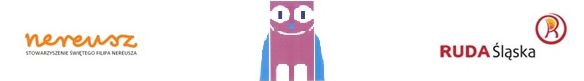 nereusz
STOWARZYSZENIE ŚWIĘTEGO FILIPA NEREUSZA
RUDA Śląska